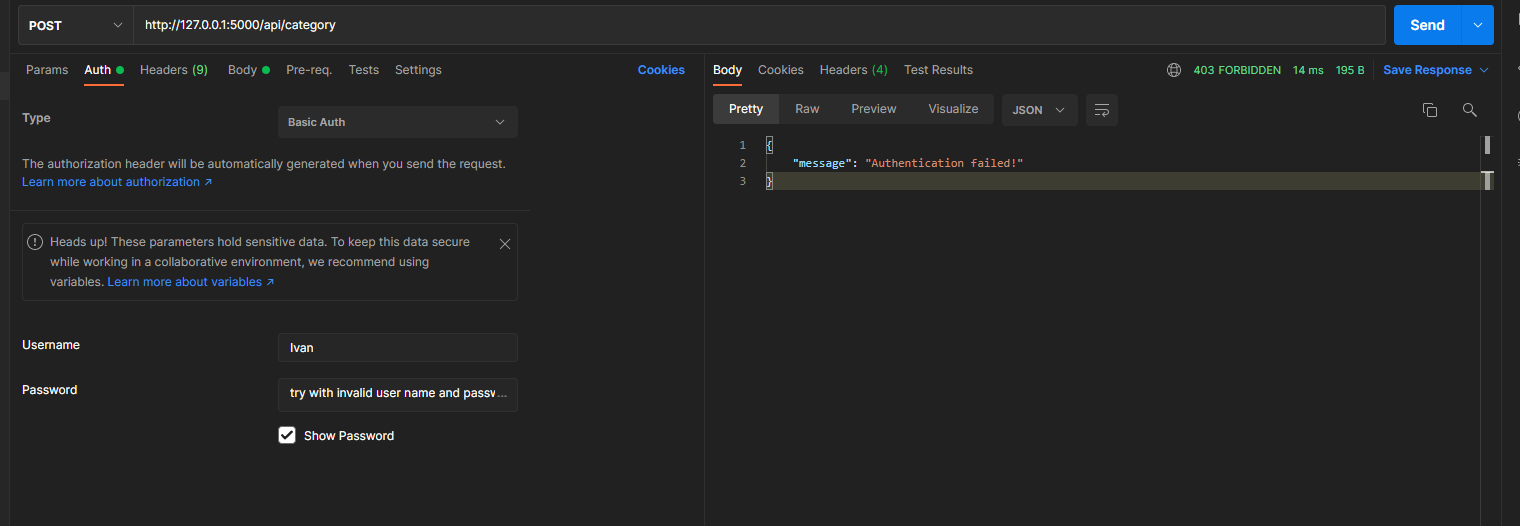 POST
http://127.0.0.1:5000/api/category
Send
Params
Auth
Headers (9)
Body
Pre-req.
Tests
Settings
Cookies
Type
Basic Auth
The authorization header will be automatically generated when you send the request.
Learn more about authorization ↗
Heads up! These parameters hold sensitive data. To keep this data secure
while working in a collaborative environment, we recommend using
variables. Learn more about variables ↗
Username
Ivan
Password
try with invalid user name and passw...
Show Password
Body
Cookies
Headers (4)
Test Results
403 FORBIDDEN
14 ms
195 B
Save Response
Pretty
Raw
Preview
Visualize
JSON
1 {
2 "message": "Authentication failed!"
3 }